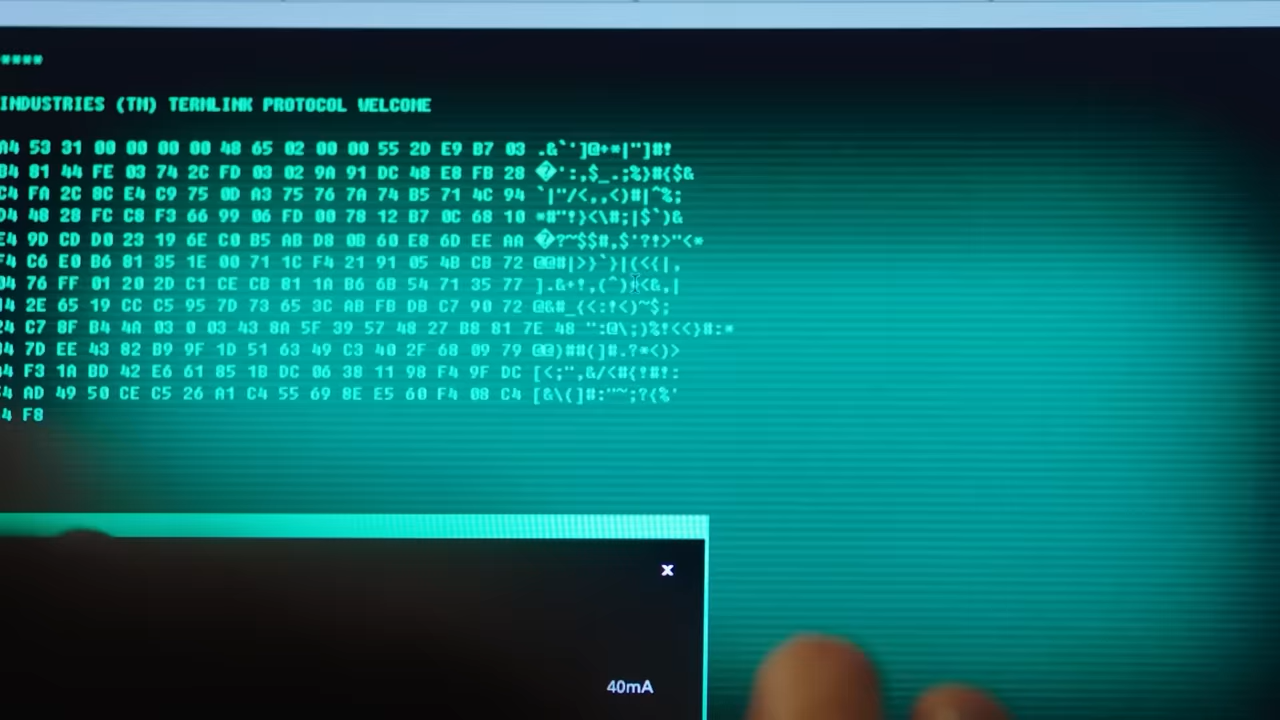 *****
INDUSTRIES (TM) TERMLINK PROTOCOL WELCOME
A4 53 31 00 00 00 00 48 65 02 00 00 55 2D E9 B7 03 .&`']@+*|"]#!
B4 81 44 FE 03 74 2C FD 03 02 9A 91 DC 48 E8 FB 28 �':,$_.;%}#{$&
C4 FA 2C 8C E4 C9 75 0D A3 75 76 7A 74 B5 71 4C 94 `|"/<,,<)#|^%;
D4 48 28 FC C8 F3 66 99 06 FD 00 78 12 B7 0C 68 10 *#"!}<\#;|$`)&
E4 9D CD D0 23 19 6E C0 B5 AB D8 0B 60 E8 6D EE AA �?~$$#,$'?!>"<*
F4 C6 E0 B6 81 35 1E 00 71 1C F4 21 91 05 4B CB 72 @@#|>}`}|(<{|,
04 76 FF 01 20 2D C1 CE CB 81 1A B6 6B 54 71 35 77 ].&+!,(^)<&,|
14 2E 65 19 CC C5 95 7D 73 65 3C AB FB DB C7 90 72 @&#_{<:!<)~$;
24 C7 8F B4 4A 03 0 03 43 8A 5F 39 57 48 27 B8 81 7E 48 ":@\;)%!<<}#:*
34 7D EE 43 82 B9 9F 1D 51 63 49 C3 40 2F 68 09 79 @@)##(]#.?*<)>
44 F3 1A BD 42 E6 61 85 1B DC 06 38 11 98 F4 9F DC [<;",&/<#{!#!:
54 AD 49 50 CE C5 26 A1 C4 55 69 8E E5 60 F4 08 C4 [&\(]#:"~;?{%'
4 F8
x
40mA